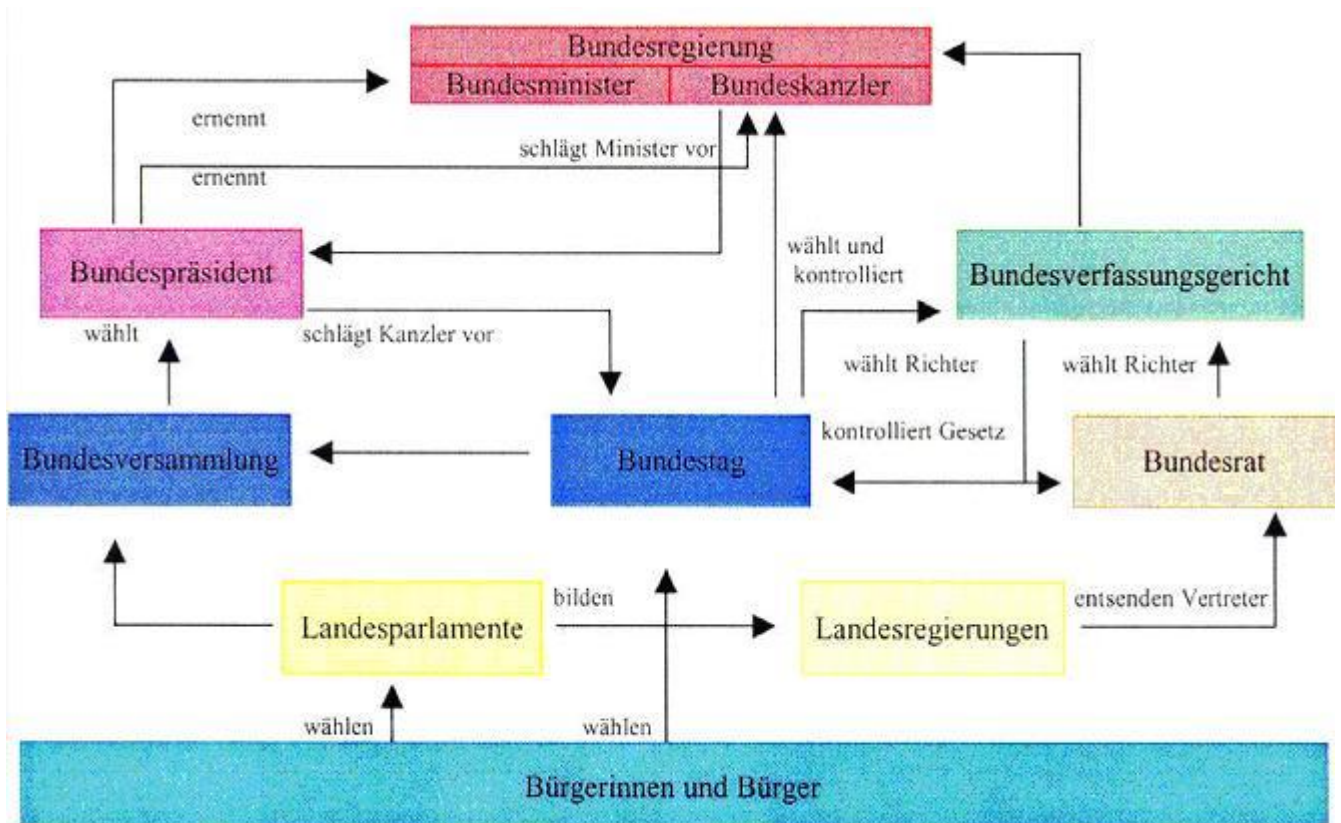 Bundesregierung
Bundesminister
Bundeskanzler
ernennt
schlägt Minister vor
ernennt
Bundespräsident
wählt und
kontrolliert
Bundesverfassungsgericht
wählt
schlägt Kanzler vor
wählt Richter
wählt Richter
Bundesversammlung
Bundestag
kontrolliert Gesetz
Bundesrat
Landesparlamente
bilden
Landesregierungen
entsenden Vertreter
wählen
wählen
Bürgerinnen und Bürger